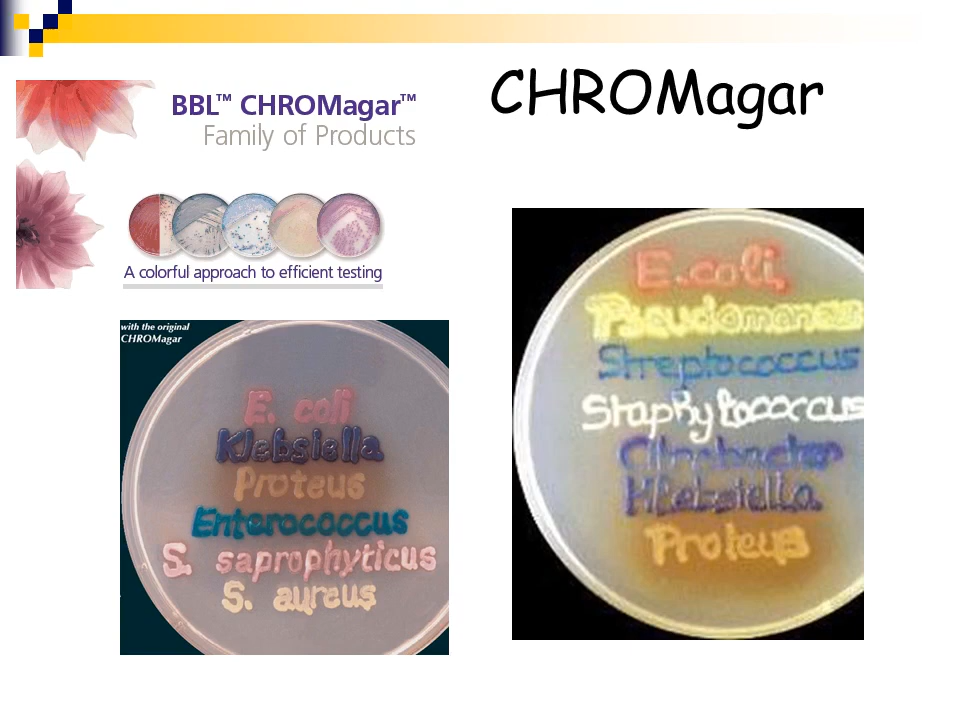 CHROMagar
BBL™ CHROMagar™
Family of Products
A colorful approach to efficient testing
with the original
CHROMagar
E. coli
Klebsiella
Proteus
Enterococcus
S. saprophyticus
S. aureus
E.coli
Pseudomonas
Streptococcus
Staphylococcus
Citrobacter
Klebsiella
Proteus